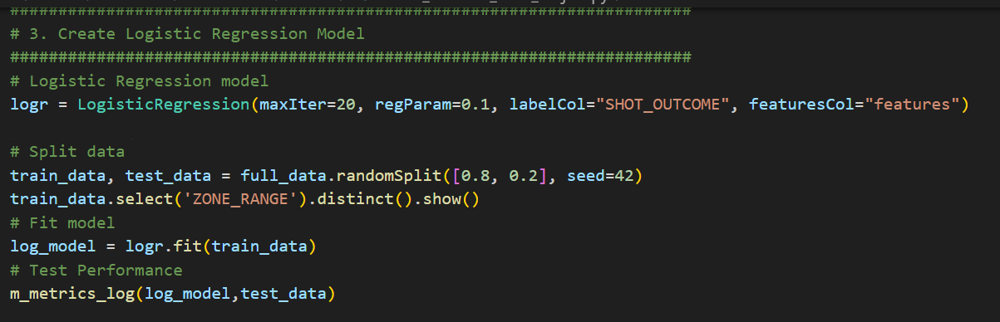 #######################################################################
# 3. Create Logistic Regression Model
#######################################################################
# Logistic Regression model
logr = LogisticRegression(maxIter=20, regParam=0.1, labelCol="SHOT_OUTCOME", featuresCol="features")
# Split data
train_data, test_data = full_data.randomSplit([0.8, 0.2], seed=42)
train_data.select('ZONE_RANGE').distinct().show()
# Fit model
log_model = logr.fit(train_data)
# Test Performance
m_metrics_log(log_model,test_data)